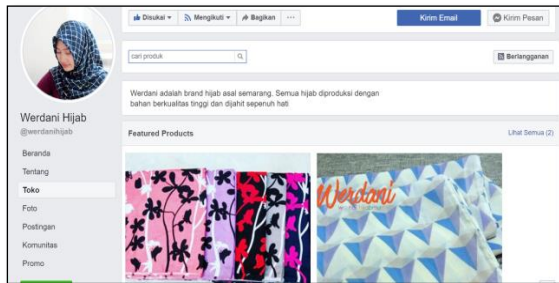 Disukai Mengikuti Bagikan ...
Kirim Email
Kirim Pesan
cari produk
Berlangganan
Werdani adalah brand hijab asal semarang. Semua hijab diproduksi dengan
bahan berkualitas tinggi dan dijahit sepenuh hati
Werdani Hijab
@werdanihijab
Beranda
Tentang
Toko
Foto
Postingan
Komunitas
Promo
Featured Products
Lihat Semua (2)
Werdani